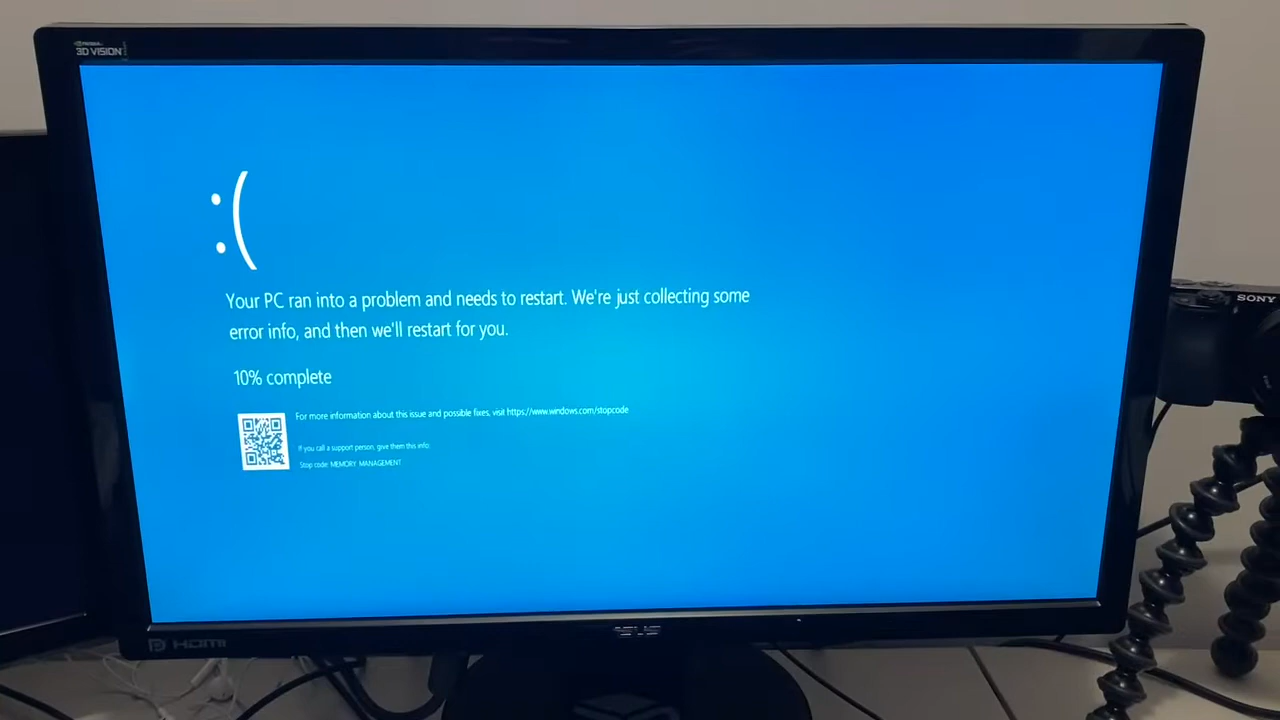 NVIDIA
3D VISION
:(
Your PC ran into a problem and needs to restart. We're just collecting some
error info, and then we'll restart for you.
10% complete
For more information about this issue and possible fixes, visit https://www.windows.com/stopcode
If you call a support person, give them this info:
Stop code: MEMORY MANAGEMENT
SONY
HDMI
ASUS